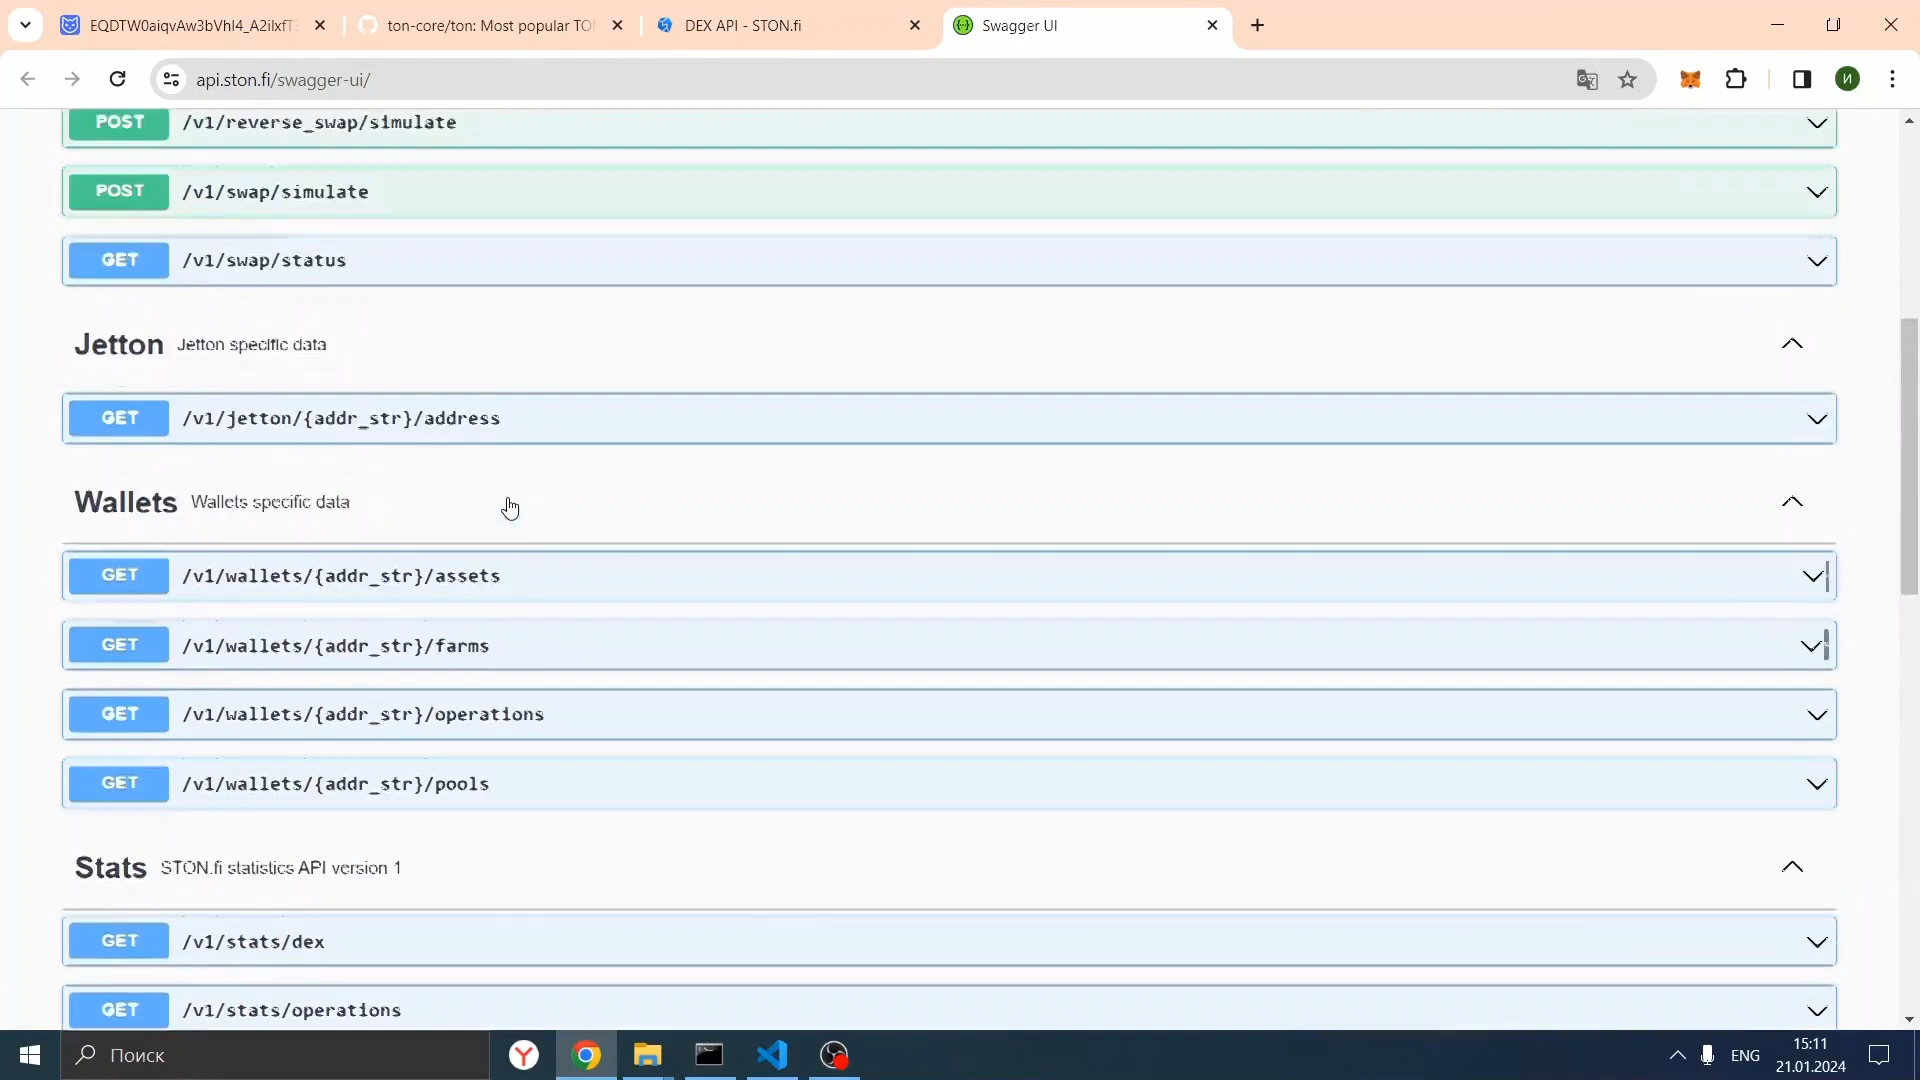 EQDTW0aiqvAw3bVhI4_A2ilxfT
ton-core/ton: Most popular TO
DEX API - STON.fi
Swagger UI
api.ston.fi/swagger-ui/
И
POST /v1/reverse_swap/simulate
POST /v1/swap/simulate
GET /v1/swap/status
Jetton Jetton specific data
GET /v1/jetton/{addr_str}/address
Wallets Wallets specific data
GET /v1/wallets/{addr_str}/assets
GET /v1/wallets/{addr_str}/farms
GET /v1/wallets/{addr_str}/operations
GET /v1/wallets/{addr_str}/pools
Stats STON.fi statistics API version 1
GET /v1/stats/dex
GET /v1/stats/operations
Поиск
ENG
15:11
21.01.2024